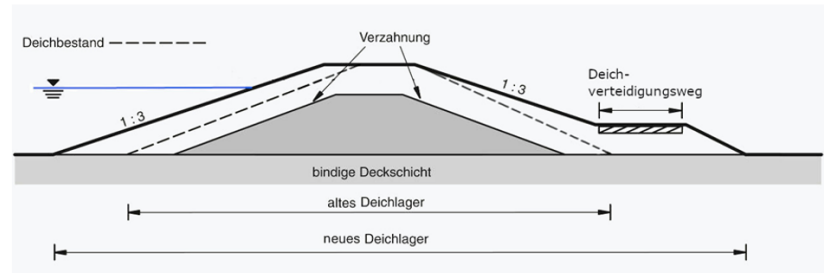 Verzahnung
Deichbestand
Deich-
verteidigungsweg
1 : 3
1 : 3
bindige Deckschicht
altes Deichlager
neues Deichlager